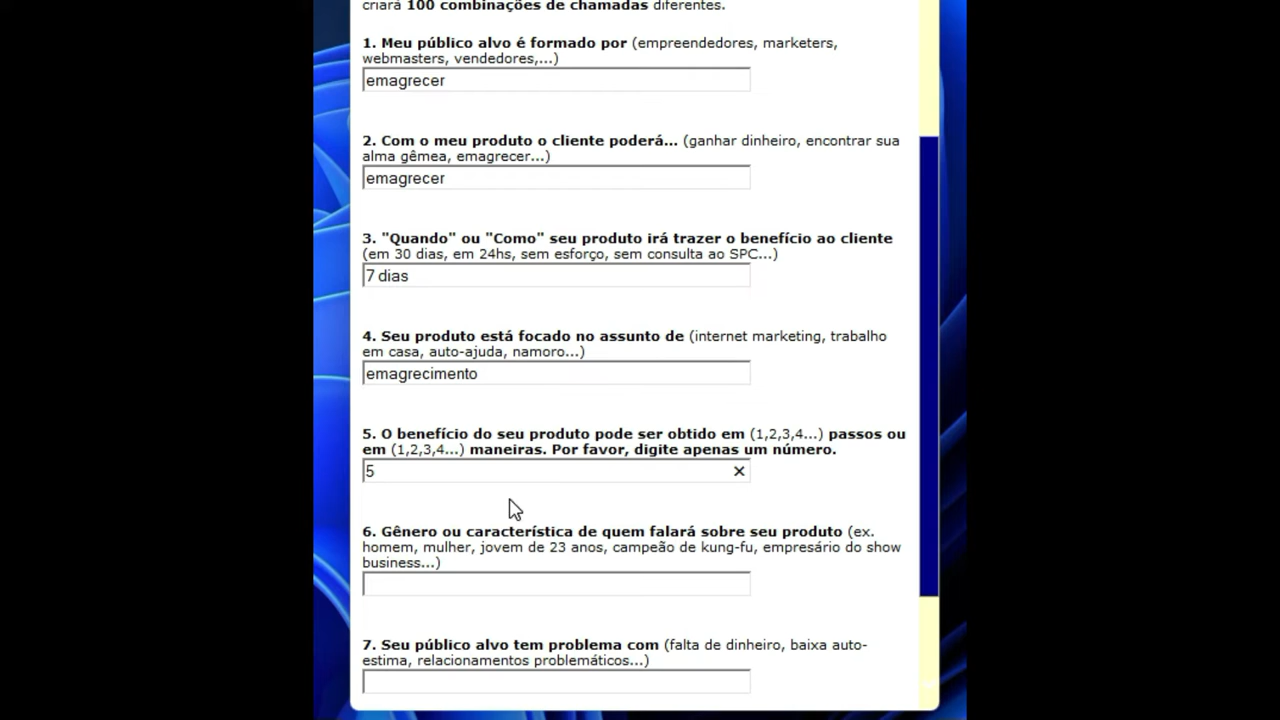 criará 100 combinações de chamadas diferentes.
1. Meu público alvo é formado por (empreendedores, marketers,
webmasters, vendedores,...)
emagrecer
2. Com o meu produto o cliente poderá... (ganhar dinheiro, encontrar sua
alma gêmea, emagrecer...)
emagrecer
3. "Quando" ou "Como" seu produto irá trazer o benefício ao cliente
(em 30 dias, em 24hs, sem esforço, sem consulta ao SPC...)
7 dias
4. Seu produto está focado no assunto de (internet marketing, trabalho
em casa, auto-ajuda, namoro...)
emagrecimento
5. O benefício do seu produto pode ser obtido em (1,2,3,4...) passos ou
em (1,2,3,4...) maneiras. Por favor, digite apenas um número.
5
6. Gênero ou característica de quem falará sobre seu produto (ex.
homem, mulher, jovem de 23 anos, campeão de kung-fu, empresário do show
business...)
7. Seu público alvo tem problema com (falta de dinheiro, baixa auto-
estima, relacionamentos problemáticos...)